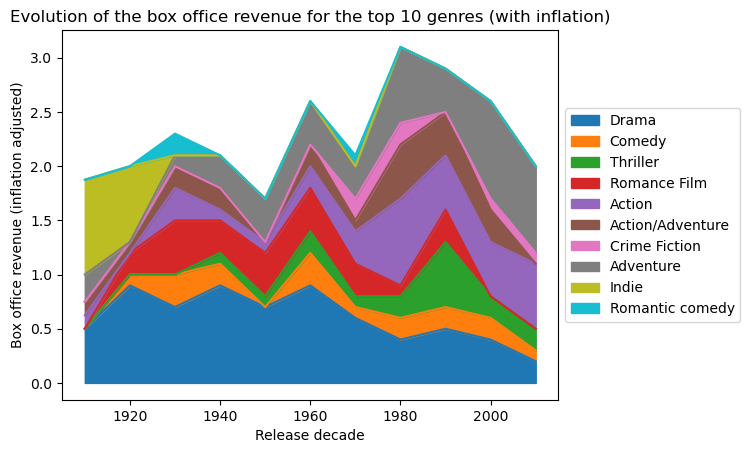 Evolution of the box office revenue for the top 10 genres (with inflation)
Box office revenue (inflation adjusted)
3.0
2.5
2.0
1.5
1.0
0.5
0.0
1920 1940 1960 1980 2000
Release decade
Drama
Comedy
Thriller
Romance Film
Action
Action/Adventure
Crime Fiction
Adventure
Indie
Romantic comedy